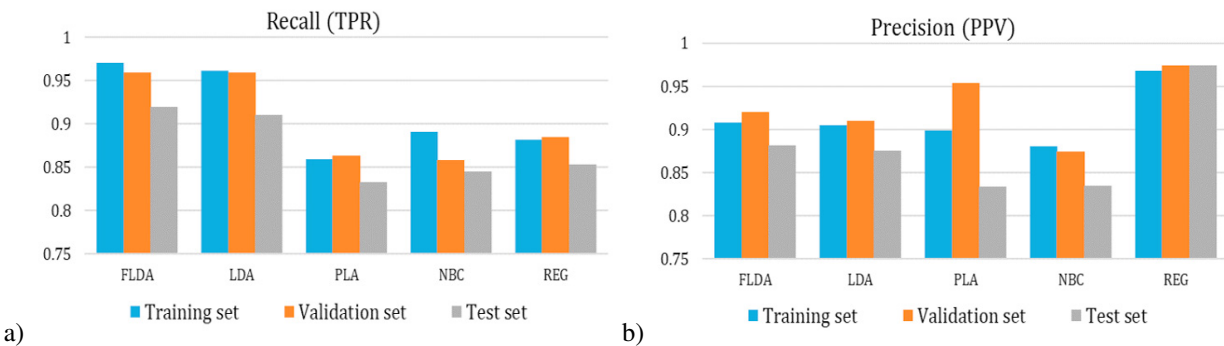 Recall (TPR)
1
0.95
0.9
0.85
0.8
0.75
FLDA LDA PLA NBC REG
Training set Validation set Test set
a)
Precision (PPV)
1
0.95
0.9
0.85
0.8
0.75
FLDA LDA PLA NBC REG
Training set Validation set Test set
b)